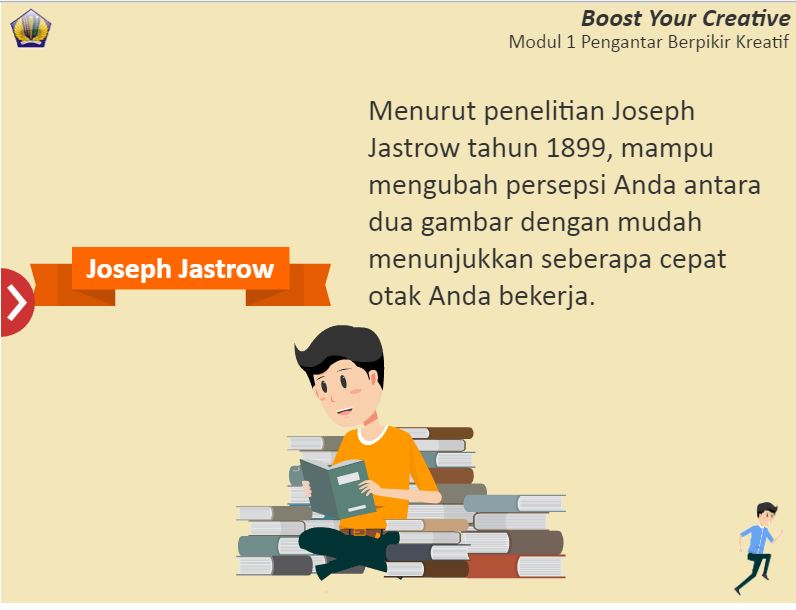 Boost Your Creative
Modul 1 Pengantar Berpikir Kreatif
Menurut penelitian Joseph
Jastrow tahun 1899, mampu
mengubah persepsi Anda antara
dua gambar dengan mudah
menunjukkan seberapa cepat
otak Anda bekerja.
Joseph Jastrow